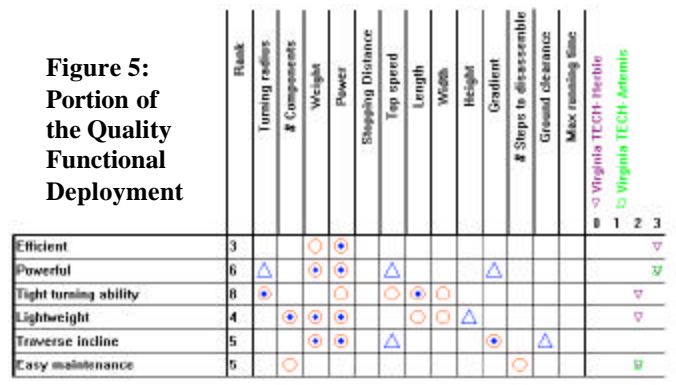 Figure 5:
Portion of
the Quality
Functional
Deployment
Rank
Turning radius
# Components
Weight
Power
Stopping Distance
Top speed
Length
Width
Height
Gradient
# Steps to disassemble
Ground clearance
Max running time
Virginia TECH- Herbie
Virginia TECH- Artemis
0 1 2 3
Efficient 3
Powerful 6
Tight turning ability 8
Lightweight 4
Traverse incline 5
Easy maintenance 5